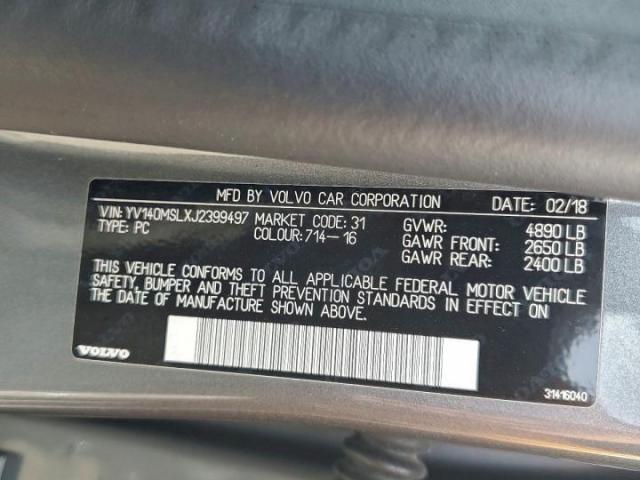 MFD BY VOLVO CAR CORPORATION DATE: 02/18
VIN: YV140MSLXJ2399497 MARKET CODE: 31 GVWR: 4890 LB
TYPE: PC COLOUR: 714-16 GAWR FRONT: 2650 LB
GAWR REAR: 2400 LB
THIS VEHICLE CONFORMS TO ALL APPLICABLE FEDERAL MOTOR VEHICLE
SAFETY, BUMPER AND THEFT PREVENTION STANDARDS IN EFFECT ON
THE DATE OF MANUFACTURE SHOWN ABOVE.
VOLVO
31416040